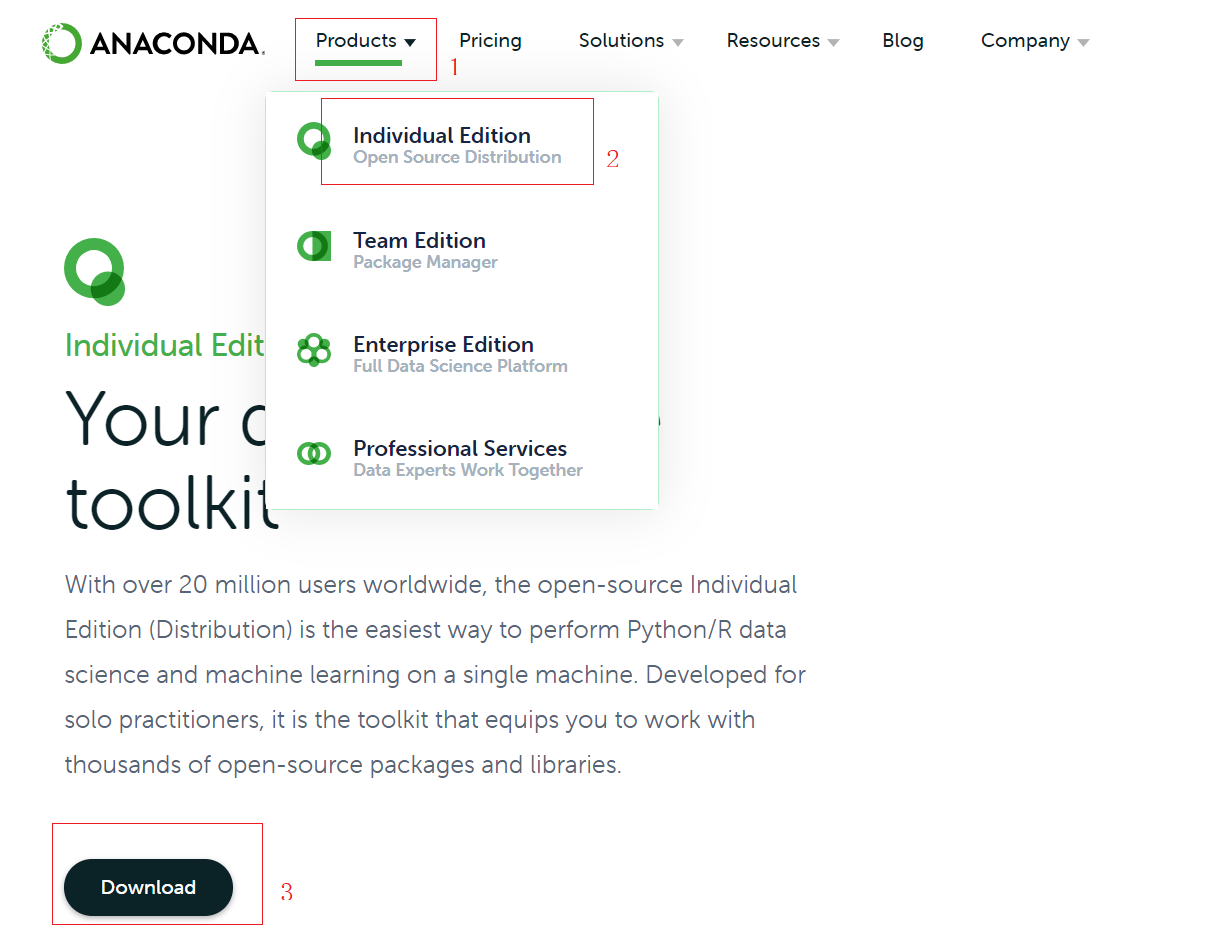 ANACONDA.
Products Pricing Solutions Resources Blog Company
1
Individual Edition
Open Source Distribution
2
Team Edition
Package Manager
Enterprise Edition
Full Data Science Platform
Professional Services
Data Experts Work Together
Individual Edit
Your
toolkit
With over 20 million users worldwide, the open-source Individual
Edition (Distribution) is the easiest way to perform Python/R data
science and machine learning on a single machine. Developed for
solo practitioners, it is the toolkit that equips you to work with
thousands of open-source packages and libraries.
Download
3